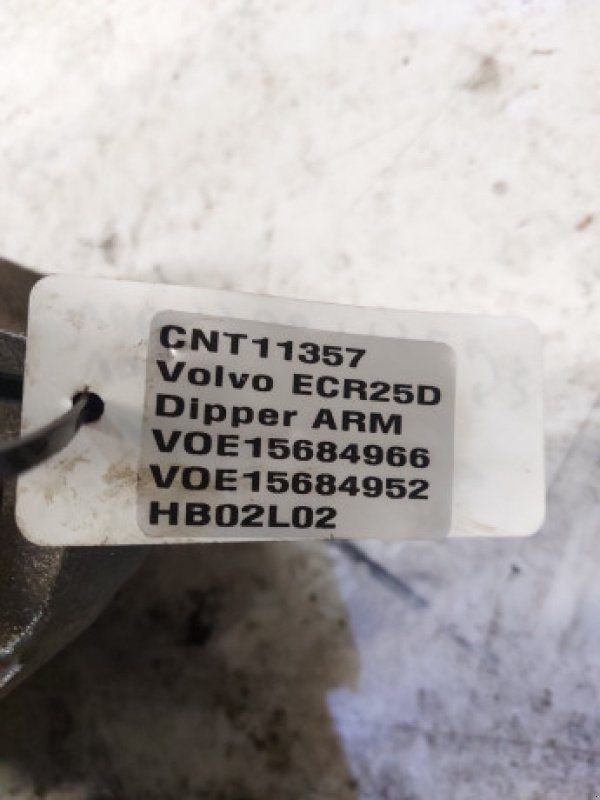 CNT11357
Volvo ECR25D
Dipper ARM
VOE15684966
VOE15684952
HB02L02